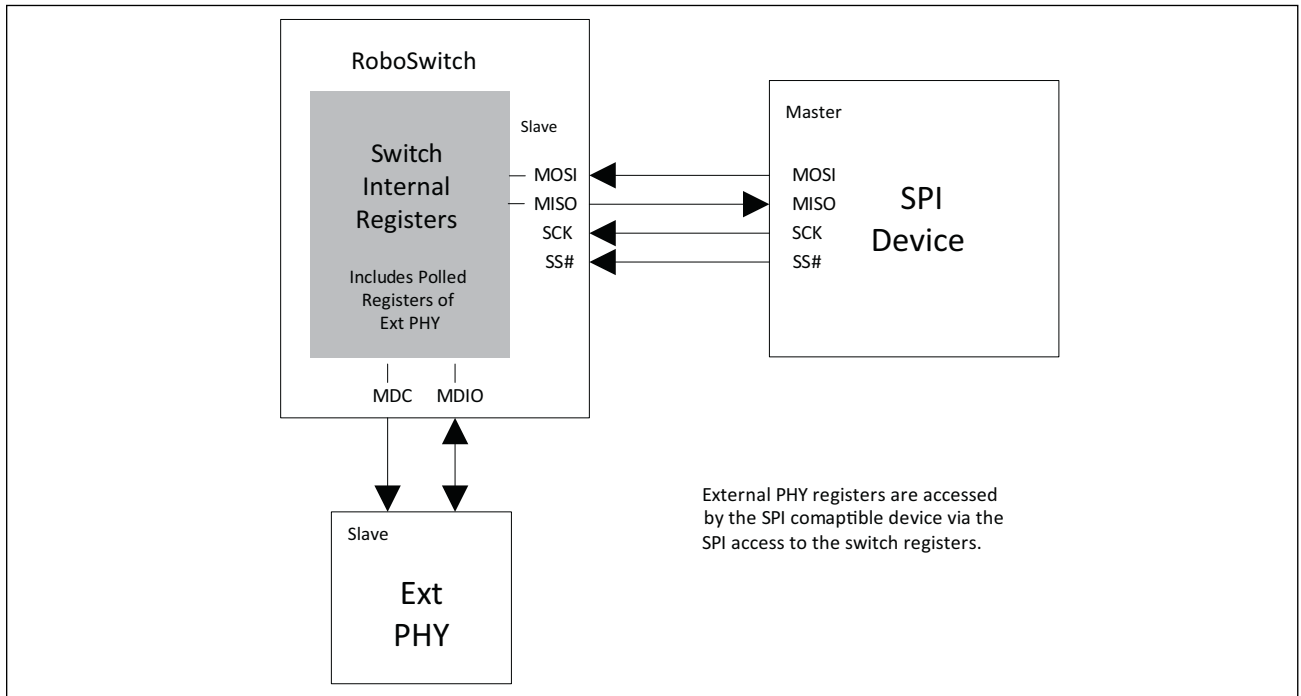 RoboSwitch
Switch
Internal
Registers
Includes Polled
Registers of
Ext PHY
Slave
MOSI
MISO
SCK
SS#
MDC MDIO
Master
MOSI
MISO
SCK
SS#
SPI
Device
Slave
Ext
PHY
External PHY registers are accessed
by the SPI comaptible device via the
SPI access to the switch registers.